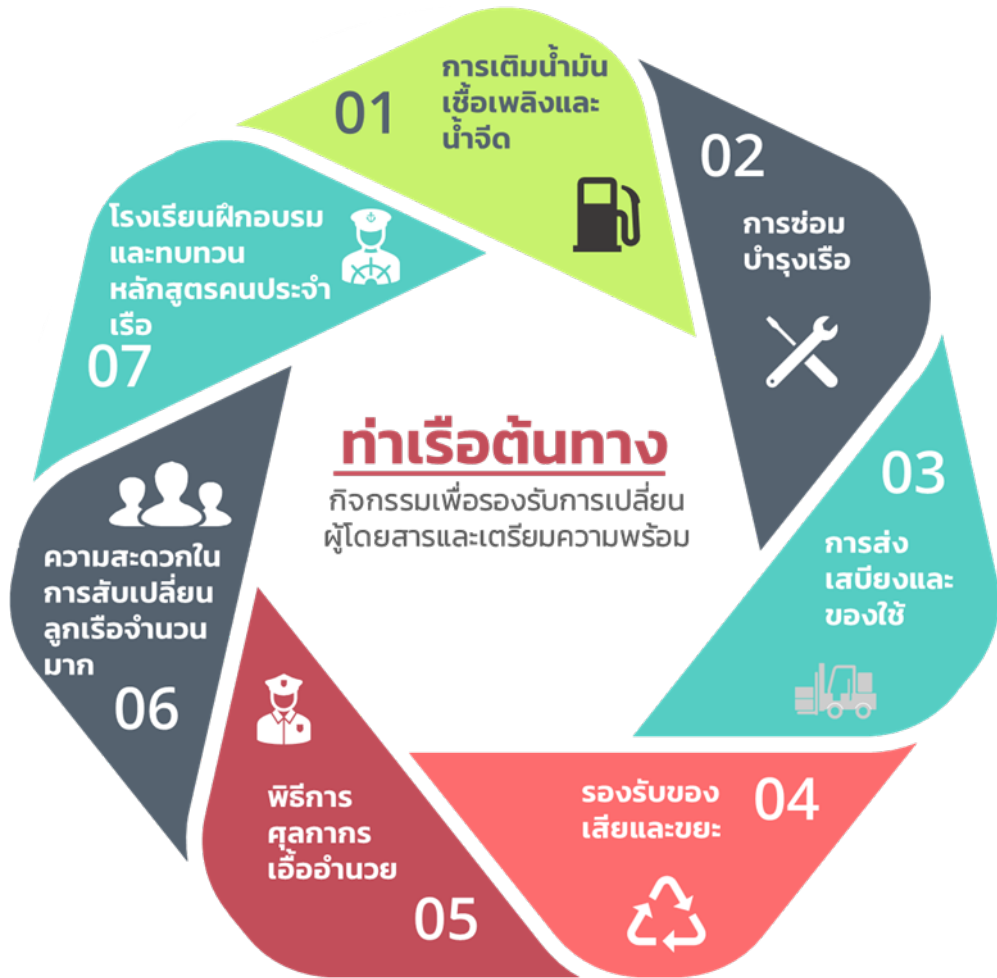 ท่าเรือต้นทาง
กิจกรรมเพื่อรองรับการเปลี่ยน
ผู้โดยสารและเตรียมความพร้อม
01
การเติมน้ำมัน
เชื้อเพลิงและ
น้ำจืด
02
การซ่อม
บำรุงเรือ
03
การส่ง
เสบียงและ
ของใช้
04
รองรับของ
เสียและขยะ
05
พิธีการ
ศุลกากร
เอื้ออำนวย
06
ความสะดวกใน
การสับเปลี่ยน
ลูกเรือจำนวน
มาก
07
โรงเรียนฝึกอบรม
และทบทวน
หลักสูตรคนประจำ
เรือ